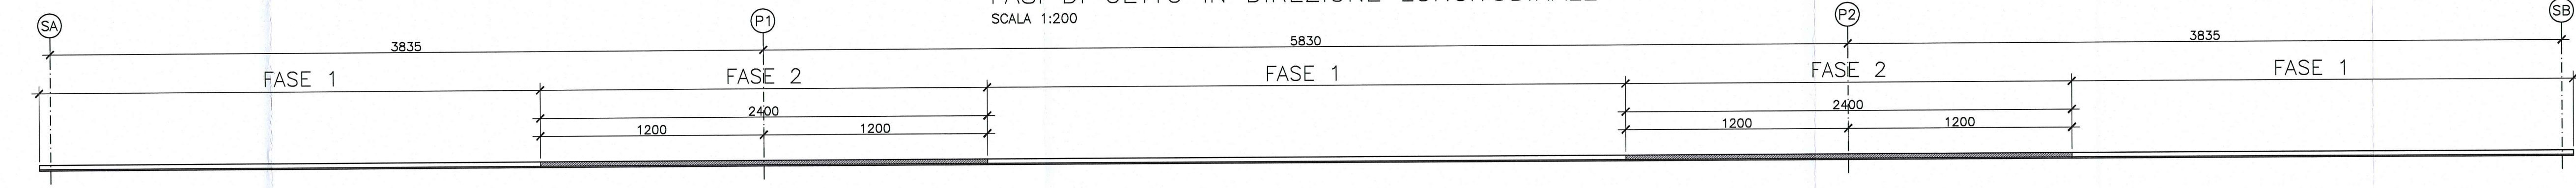 SCALA 1:200
SA P1 P2 SB
3835 5830 3835
FASE 1 FASE 2 FASE 1 FASE 2 FASE 1
2400 2400
1200 1200 1200 1200